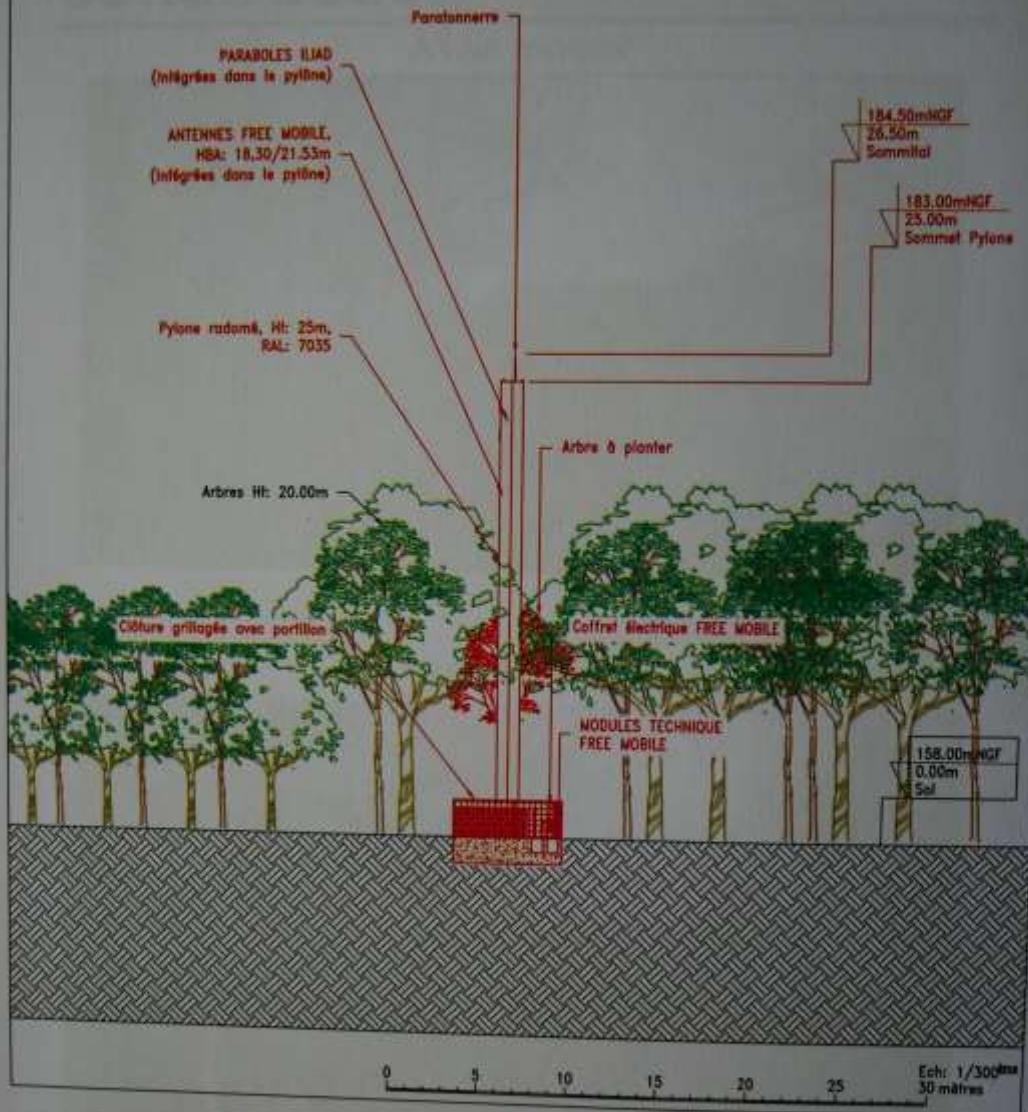 Paratonnerre
PARABOLES ILIAD
(intégrées dans le pylône)
ANTENNES FREE MOBILE,
HBA: 18,30/21.53m
(intégrées dans le pylône)
184.50mNGF
26.50m
Sommital
183.00mNGF
25.00m
Sommet Pylone
Pylone radomé, Ht: 25m,
RAL: 7035
Arbre à planter
Arbres Ht: 20.00m
Clôture grillagée avec portillon
Coffret électrique FREE MOBILE
MODULES TECHNIQUE
FREE MOBILE
158.00mNGF
0.00m
Sol
0 5 10 15 20 25
Ech: 1/300ème
30 mètres